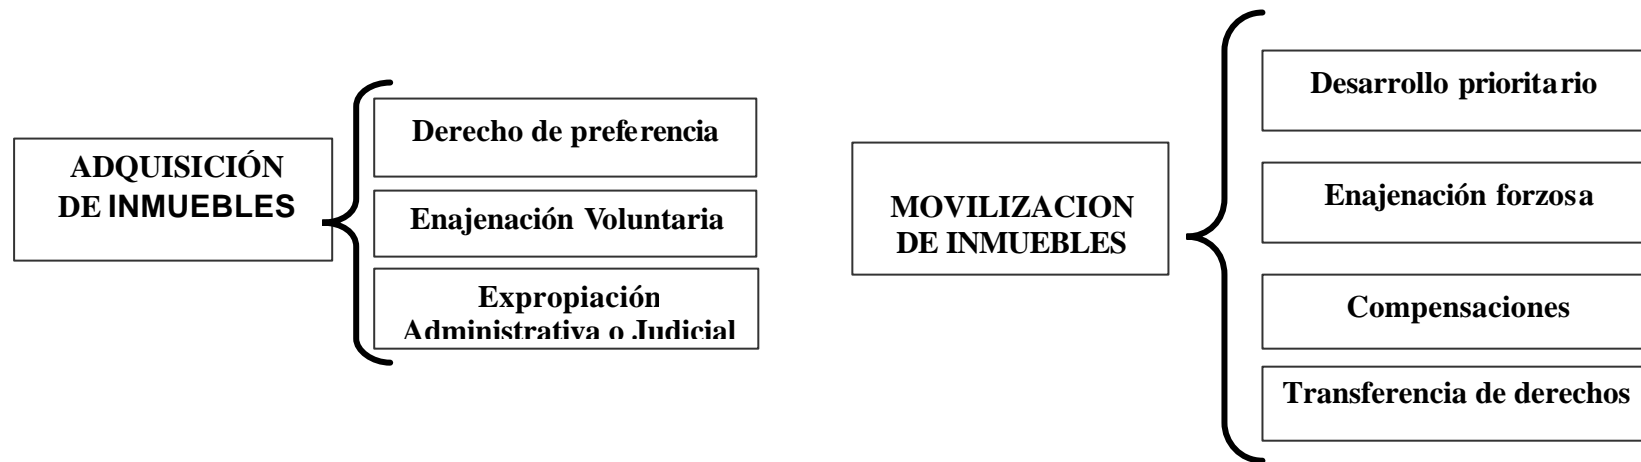 ADQUISICIÓN
DE INMUEBLES
Derecho de preferencia
Enajenación Voluntaria
Expropiación
Administrativa o Judicial
MOVILIZACION
DE INMUEBLES
Desarrollo prioritario
Enajenación forzosa
Compensaciones
Transferencia de derechos